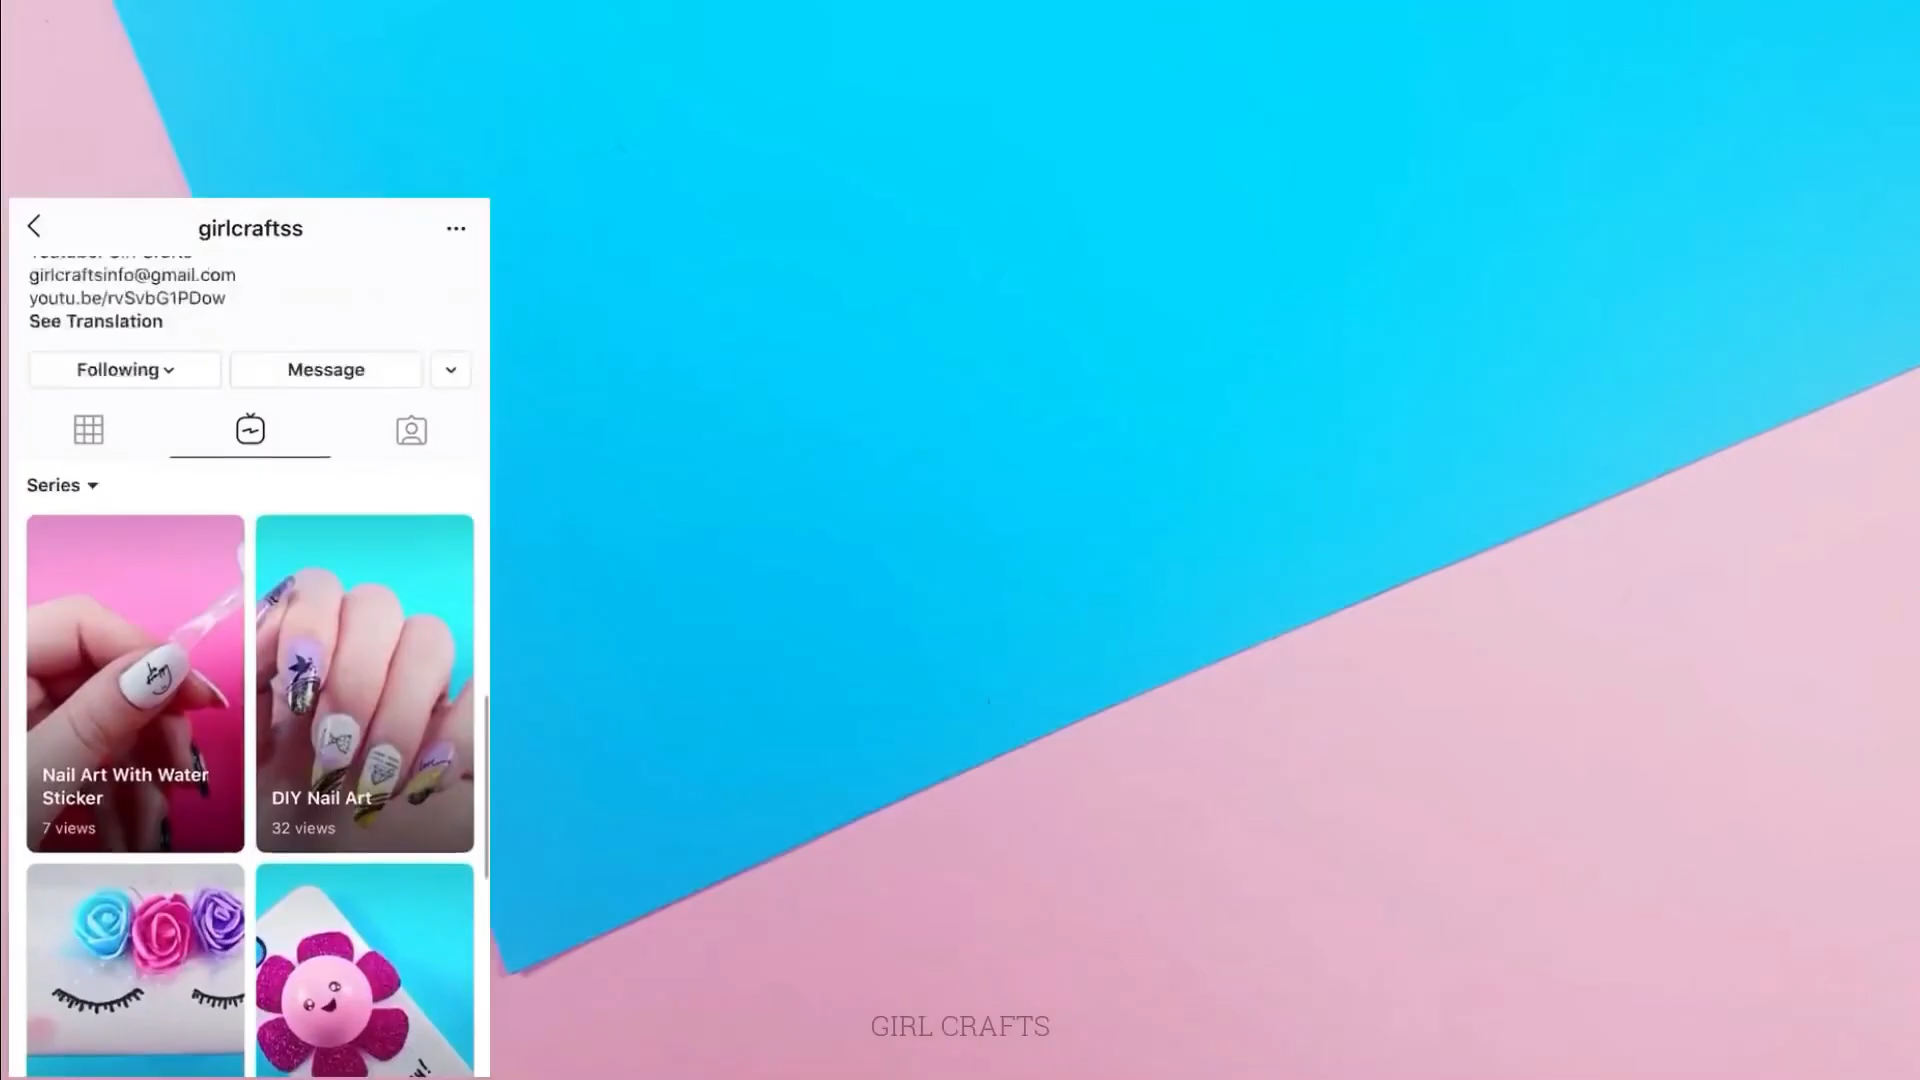 girlcraftss
girlcraftsinfo@gmail.com
youtu.be/rvSvbG1PDow
See Translation
Following
Message
Series
Nail Art With Water
Sticker
7 views
DIY Nail Art
32 views
GIRL CRAFTS